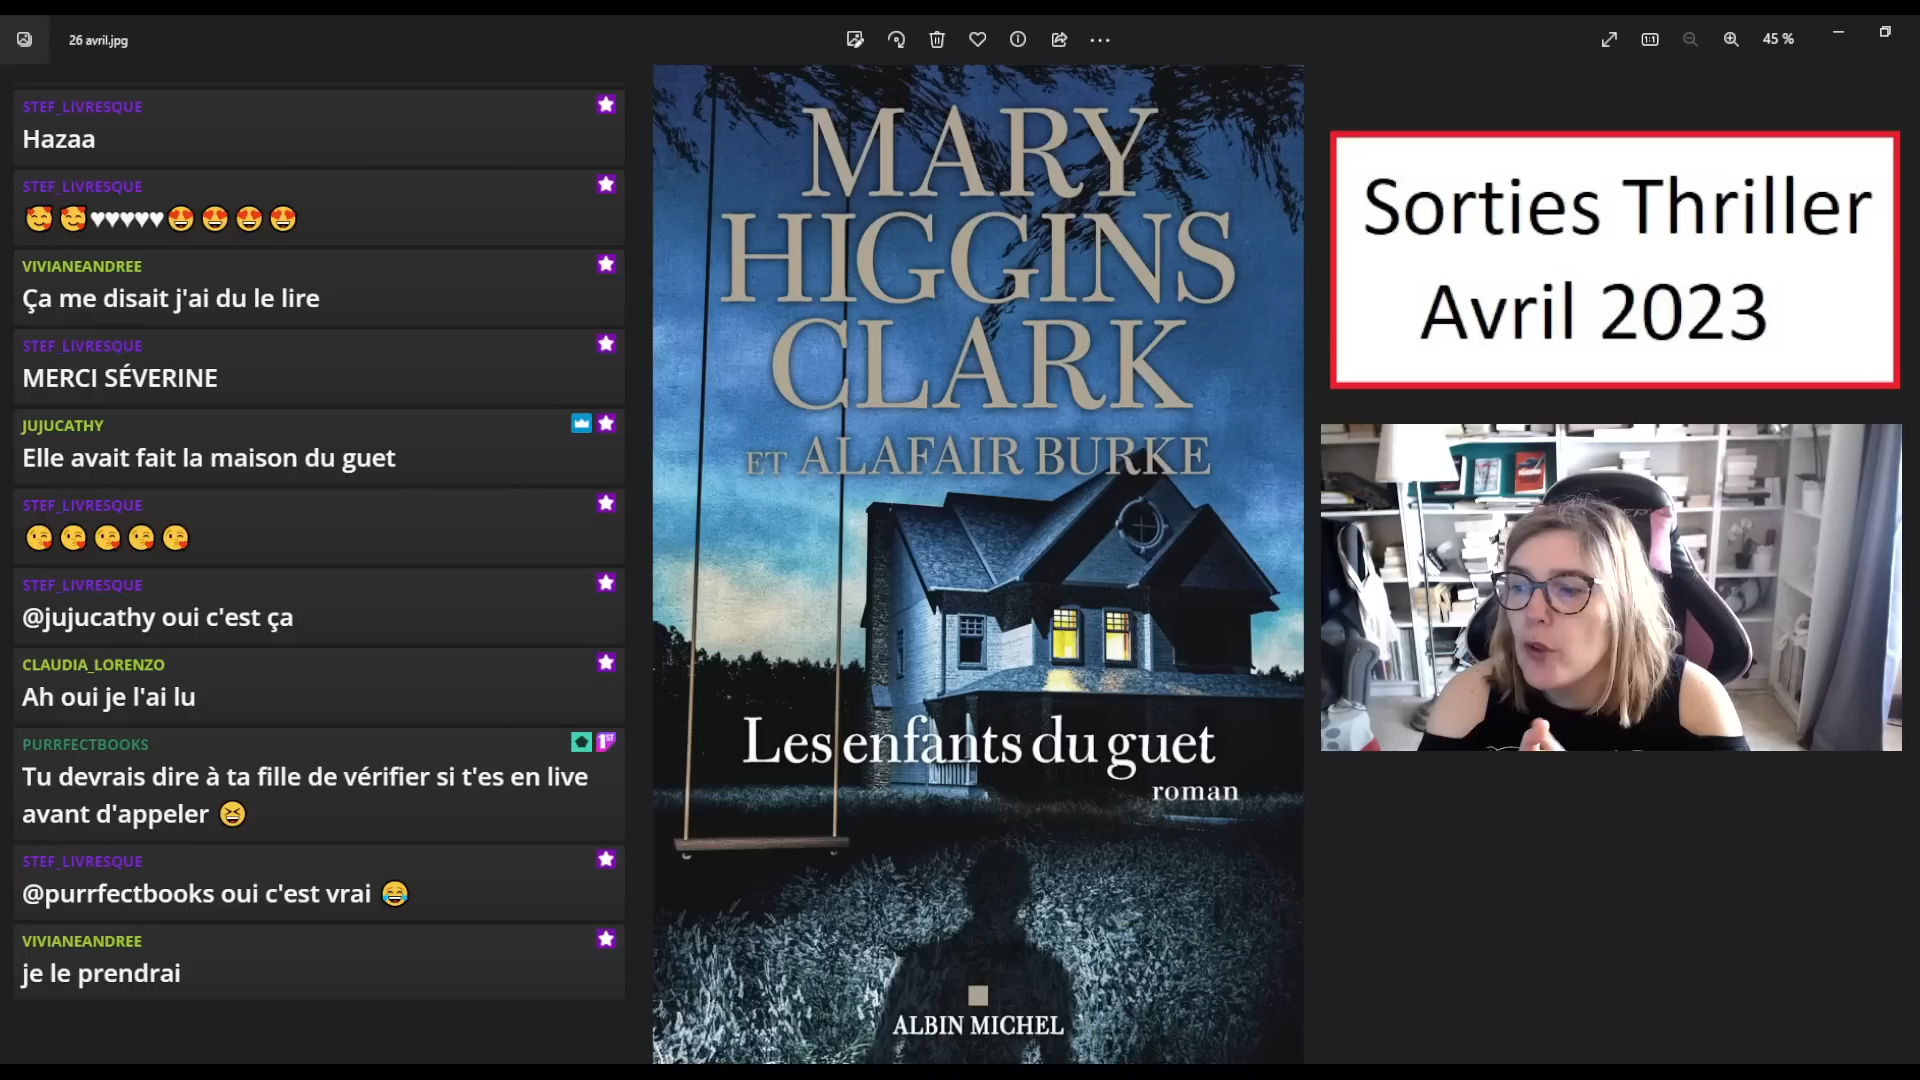 26 avril.jpg
45 %
STEF_LIVRESQUE
Hazaa
STEF_LIVRESQUE
🥰 🥰 ♥♥♥♥♥ 😍 😍 😍 😍
VIVIANEANDREE
Ça me disait j'ai du le lire
STEF_LIVRESQUE
MERCI SÉVERINE
JUJUCATHY
Elle avait fait la maison du guet
STEF_LIVRESQUE
😘 😘 😘 😘 😘
STEF_LIVRESQUE
@jujucathy oui c'est ça
CLAUDIA_LORENZO
Ah oui je l'ai lu
PURRFECTBOOKS
1ST
Tu devrais dire à ta fille de vérifier si t'es en live
avant d'appeler 😆
STEF_LIVRESQUE
@purrfectbooks oui c'est vrai 😂
VIVIANEANDREE
je le prendrai
MARY
HIGGINS
CLARK
ET ALAFAIR BURKE
Les enfants du guet
roman
ALBIN MICHEL
Sorties Thriller
Avril 2023